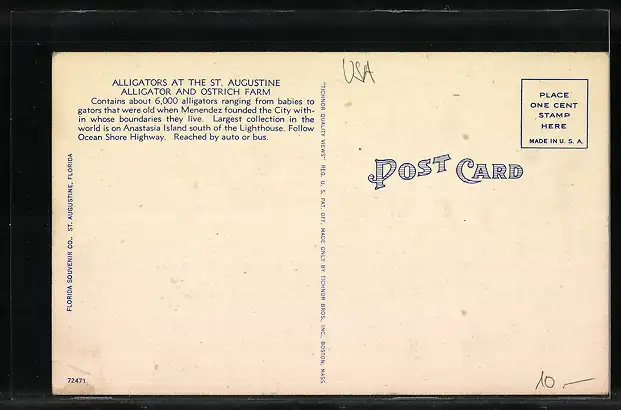 ALLIGATORS AT THE ST. AUGUSTINE
ALLIGATOR AND OSTRICH FARM
Contains about 6,000 alligators ranging from babies to
gators that were old when Menendez founded the City with-
in whose boundaries they live. Largest collection in the
world is on Anastasia Island south of the Lighthouse. Follow
Ocean Shore Highway. Reached by auto or bus.
FLORIDA SOUVENIR CO., ST. AUGUSTINE, FLORIDA
72471
"TICHNOR QUALITY VIEWS" REG. U. S. PAT. OFF. MADE ONLY BY TICHNOR BROS., INC., BOSTON, MASS
USA
POST CARD
PLACE
ONE CENT
STAMP
HERE
MADE IN U. S. A.
10.—